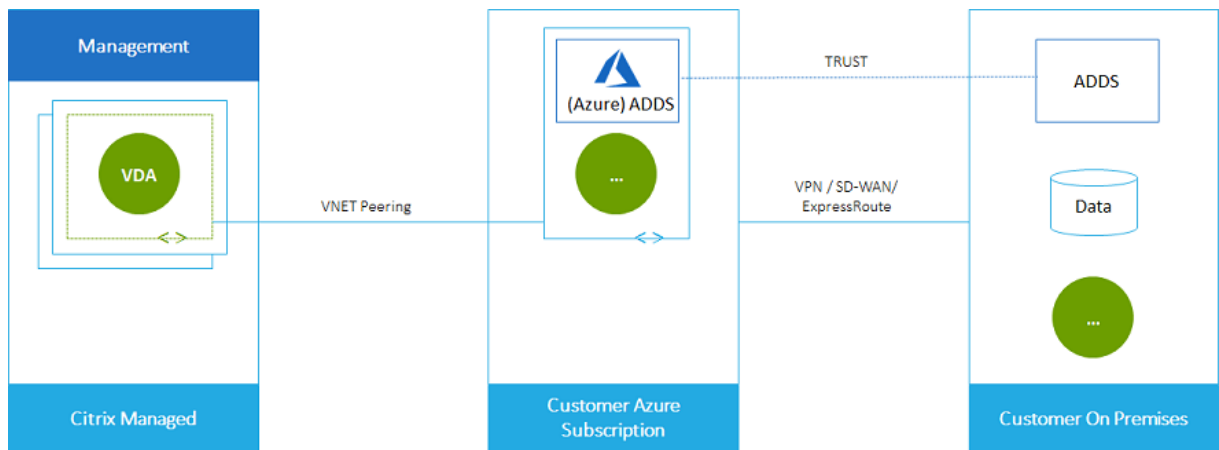 Management
VDA
Citrix Managed
VNET Peering
(Azure) ADDS
...
Customer Azure
Subscription
TRUST
VPN / SD-WAN/
ExpressRoute
ADDS
Data
...
Customer On Premises